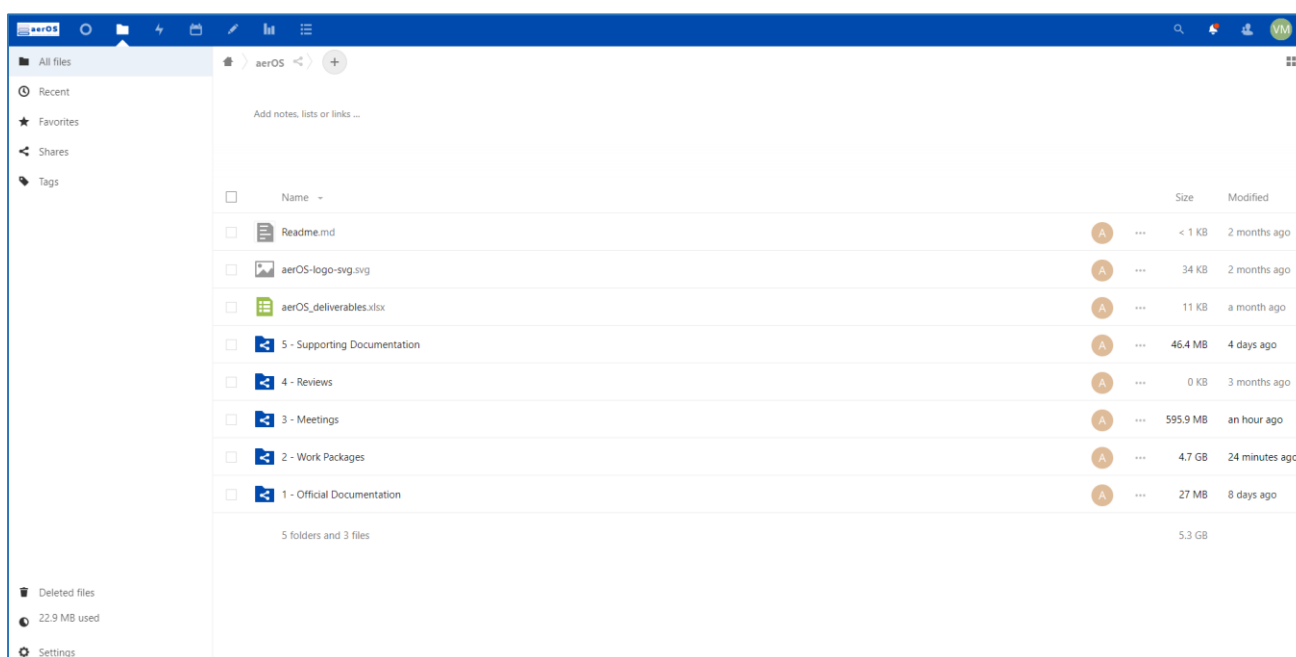 aerOS VM
All files
aerOS +
Recent
Favorites
Add notes, lists or links ...
Shares
Tags
Name Size Modified
Readme.md A ... < 1 KB 2 months ago
aerOS-logo-svg.svg A ... 34 KB 2 months ago
aerOS_deliverables.xlsx A ... 11 KB a month ago
5 - Supporting Documentation A ... 46.4 MB 4 days ago
4 - Reviews A ... 0 KB 3 months ago
3 - Meetings A ... 595.9 MB an hour ago
2 - Work Packages A ... 4.7 GB 24 minutes ago
1 - Official Documentation A ... 27 MB 8 days ago
5 folders and 3 files 5.3 GB
Deleted files
22.9 MB used
Settings